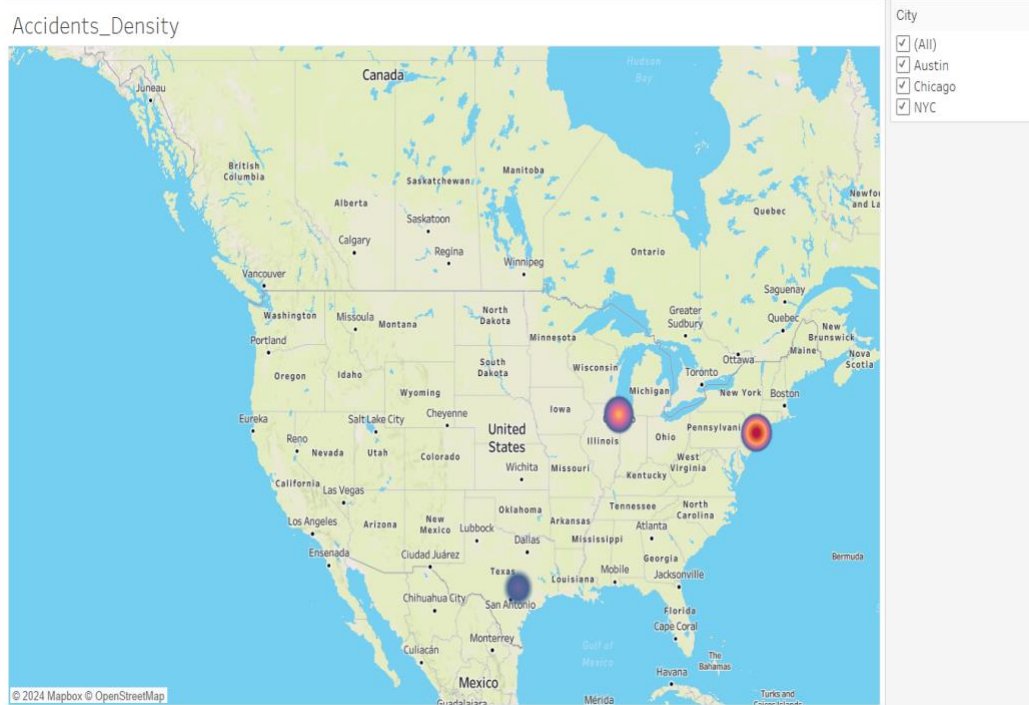 Accidents_Density
City
(All)
Austin
Chicago
NYC
Hudson
Bay
Canada
Juneau
British
Columbia
Manitoba
Saskatchewan
Alberta
Saskatoon
Quebec
Calgary
Regina
Ontario
Winnipeg
Vancouver
Saguenay
Washington
Missoula
Montana
North
Dakota
Greater
Sudbury
Quebec
New
Brunswick
Minnesota
Maine
Nova
Scotia
Portland
Ottawa
South
Dakota
Wisconsin
Toronto
Oregon
Idaho
Michigan
Wyoming
New York
Boston
Eureka
Salt Lake City
Cheyenne
Iowa
United
States
Pennsylvani
Reno
Illinois
Ohio
Nevada
Utah
Colorado
West
Virginia
Wichita
Missouri
Kentucky
California
Las Vegas
Tennessee
North
Carolina
Oklahoma
Los Angeles
Arizona
New
Mexico
Lubbock
Arkansas
Atlanta
Dallas
Mississippi
Ensenada
Ciudad Juárez
Georgia
Bermuda
Texas
Louisiana
Mobile
Jacksonville
Chihuahua City
San Antonio
Florida
Cape Coral
Monterrey
Culiacán
Gulf of
Mexico
The
Bahamas
Havana
Mexico
© 2024 Mapbox © OpenStreetMap
Guadalajara
Mérida
Turks and
Caicos Islands